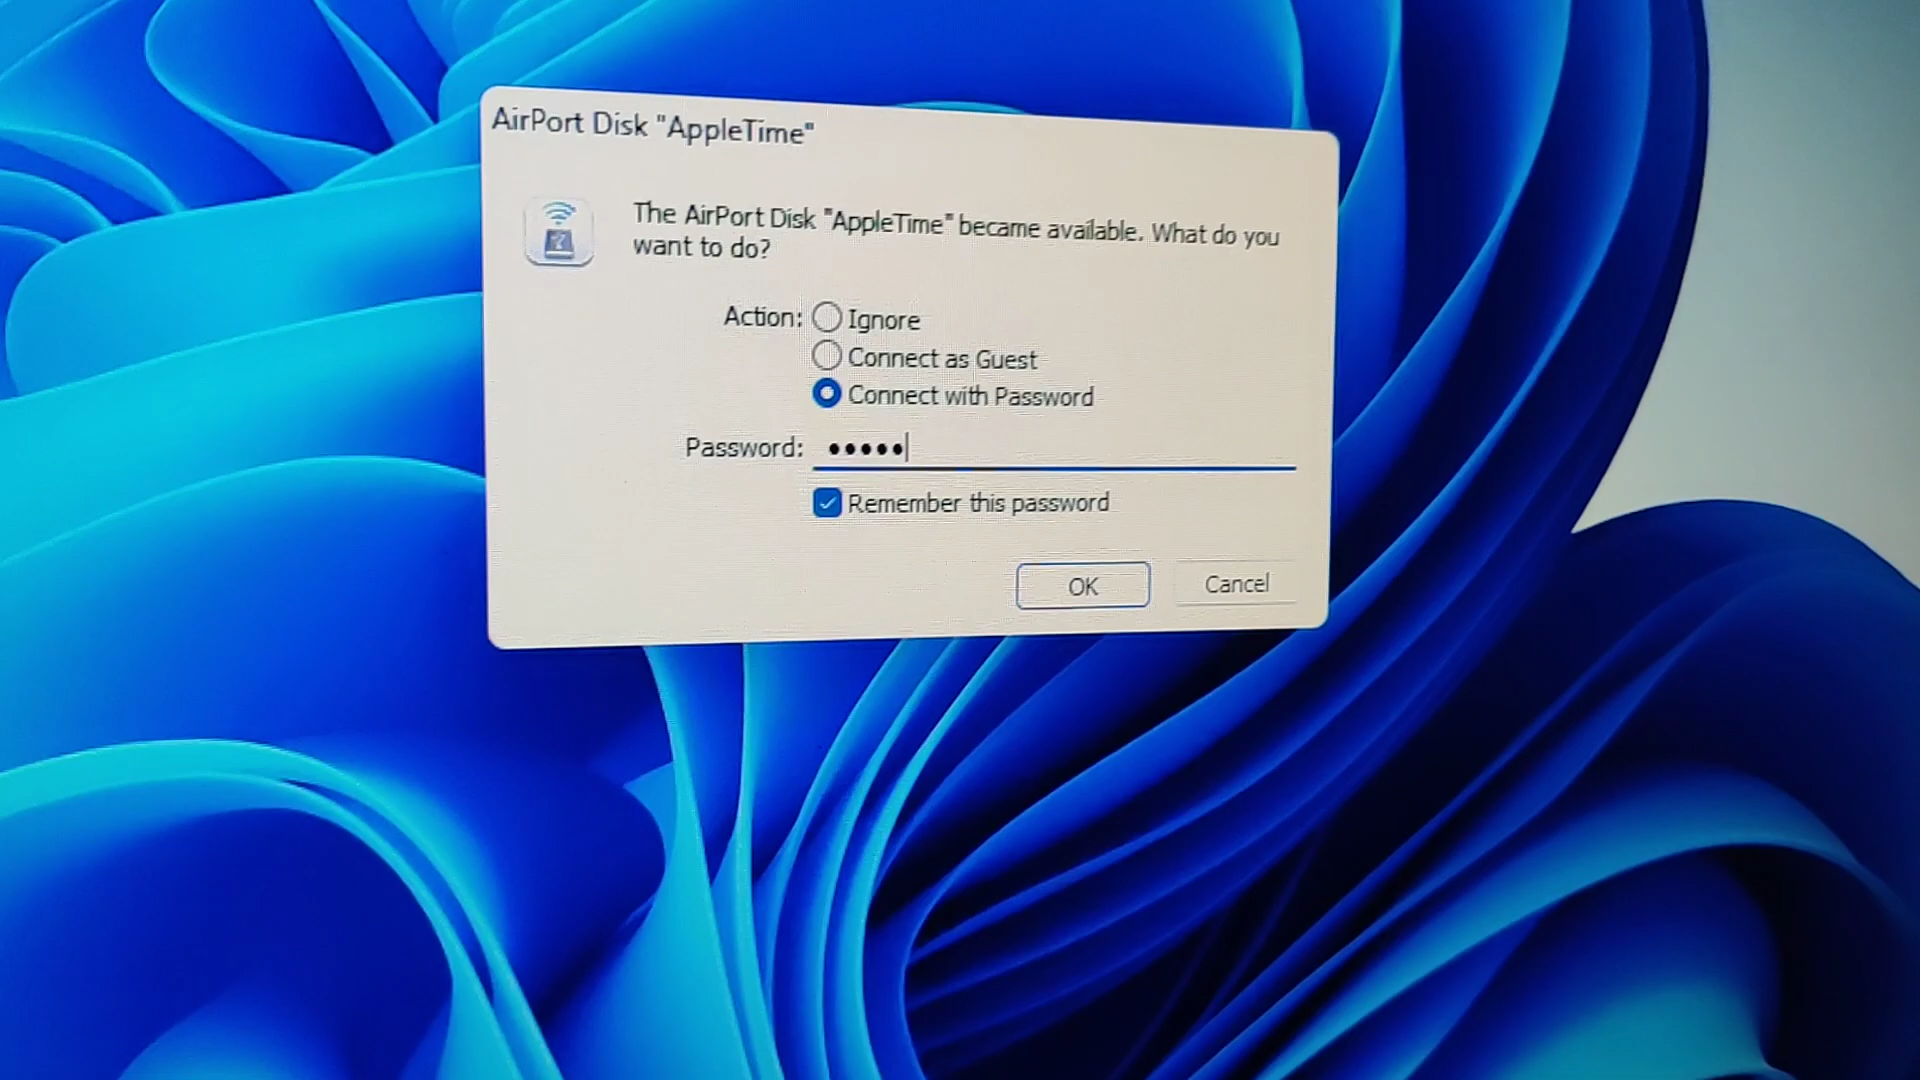 AirPort Disk "AppleTime"
The AirPort Disk "AppleTime" became available. What do you
want to do?
Action:
Ignore
Connect as Guest
Connect with Password
Password: •••••
Remember this password
OK
Cancel